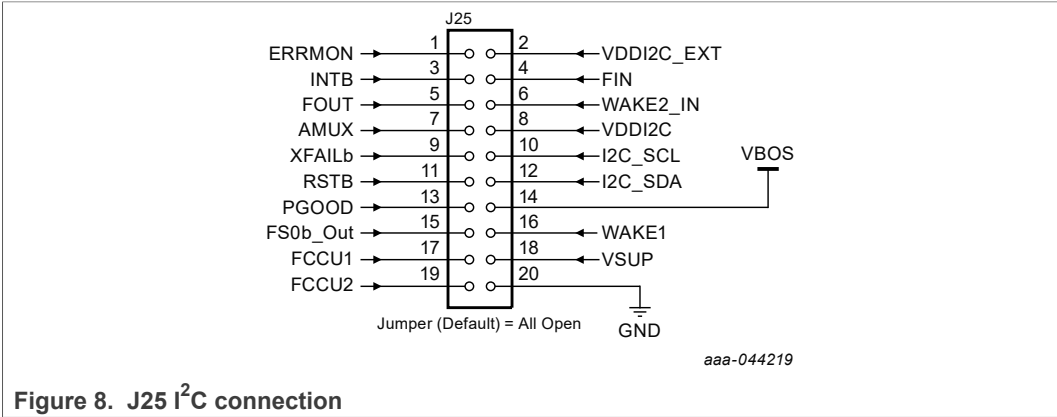 J25
ERRMON 1 2 VDDI2C_EXT
INTB 3 4 FIN
FOUT 5 6 WAKE2_IN
AMUX 7 8 VDDI2C
XFAILb 9 10 I2C_SCL VBOS
RSTB 11 12 I2C_SDA
PGOOD 13 14
FS0b_Out 15 16 WAKE1
FCCU1 17 18 VSUP
FCCU2 19 20
Jumper (Default) = All Open
GND
aaa-044219
Figure 8. J25 I²C connection